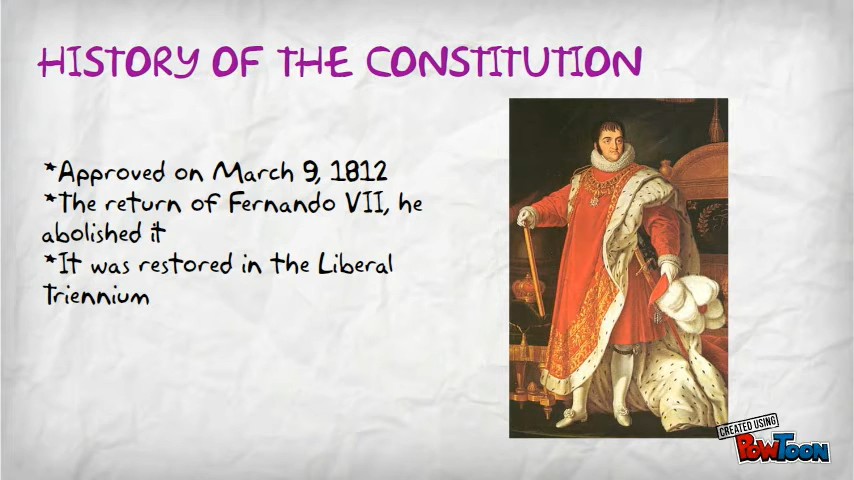 HISTORY OF THE CONSTITUTION
*Approved on March 9, 1812
*The return of Fernando VII, he
abolished it
*It was restored in the Liberal
Triennium
CREATED USING
POWTOON